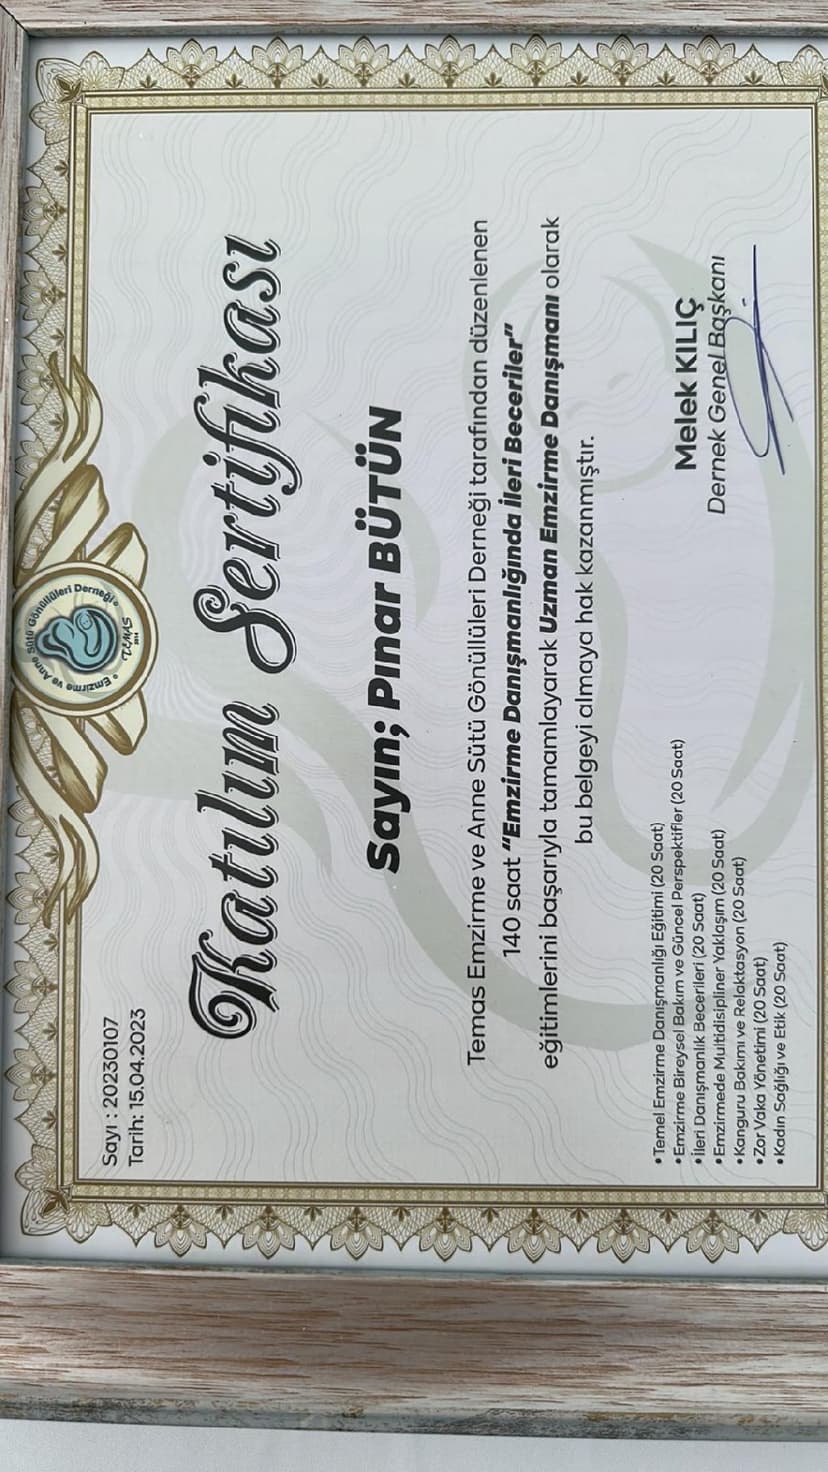 Emzirme ve Anne Sütü Gönüllüleri Derneği
TEMAS
2014
Sayı : 20230107
Tarih: 15.04.2023
Katılım Sertifikası
Sayın; Pınar BÜTÜN
Temas Emzirme ve Anne Sütü Gönüllüleri Derneği tarafından düzenlenen
140 saat “Emzirme Danışmanlığında İleri Beceriler”
eğitimlerini başarıyla tamamlayarak Uzman Emzirme Danışmanı olarak
bu belgeyi almaya hak kazanmıştır.
Melek KILIÇ
Dernek Genel Başkanı
• Temel Emzirme Danışmanlığı Eğitimi (20 Saat)
• Emzirme Bireysel Bakım ve Güncel Perspektifler (20 Saat)
• İleri Danışmanlık Becerileri (20 Saat)
• Emzirmede Multidisipliner Yaklaşım (20 Saat)
• Kanguru Bakımı ve Relaktasyon (20 Saat)
• Zor Vaka Yönetimi (20 Saat)
• Kadın Sağlığı ve Etik (20 Saat)